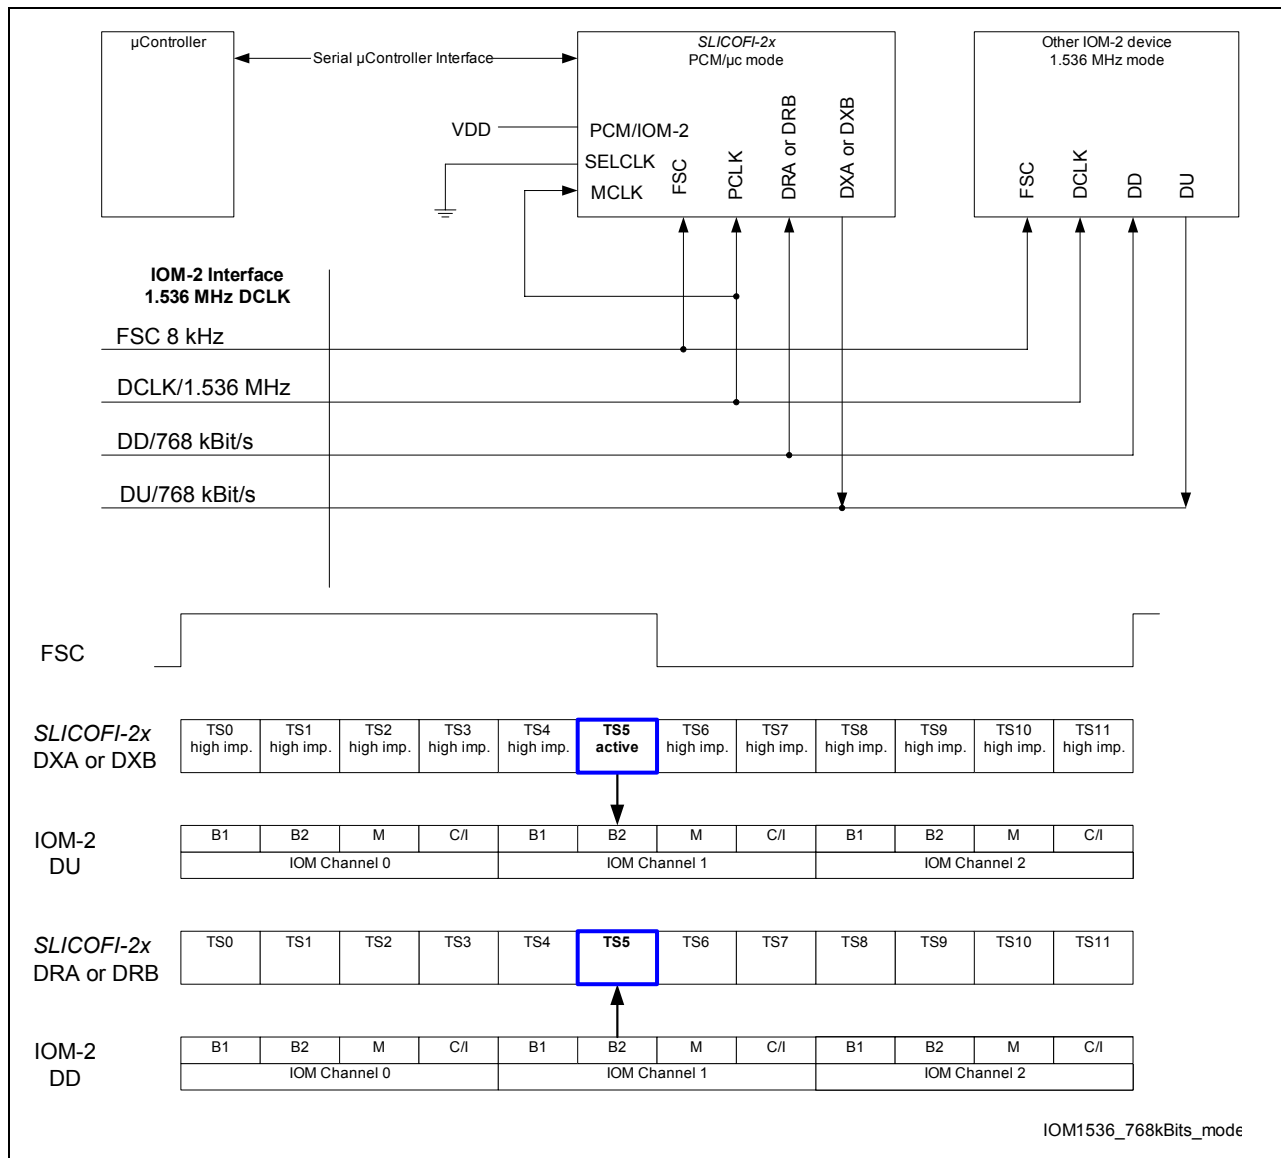 µController
Serial µController Interface
SLICOFI-2x
PCM/µc mode
Other IOM-2 device
1.536 MHz mode
VDD
PCM/IOM-2
SELCLK
MCLK
FSC
PCLK
DRA or DRB
DXA or DXB
FSC
DCLK
DD
DU
IOM-2 Interface
1.536 MHz DCLK
FSC 8 kHz
DCLK/1.536 MHz
DD/768 kBit/s
DU/768 kBit/s
FSC
SLICOFI-2x
DXA or DXB
TS0 TS1 TS2 TS3 TS4 TS5 TS6 TS7 TS8 TS9 TS10 TS11
high imp. high imp. high imp. high imp. high imp. active high imp. high imp. high imp. high imp. high imp. high imp.
IOM-2
DU
B1 B2 M C/I B1 B2 M C/I B1 B2 M C/I
IOM Channel 0 IOM Channel 1 IOM Channel 2
SLICOFI-2x
DRA or DRB
TS0 TS1 TS2 TS3 TS4 TS5 TS6 TS7 TS8 TS9 TS10 TS11
IOM-2
DD
B1 B2 M C/I B1 B2 M C/I B1 B2 M C/I
IOM Channel 0 IOM Channel 1 IOM Channel 2
IOM1536_768kBits_mode